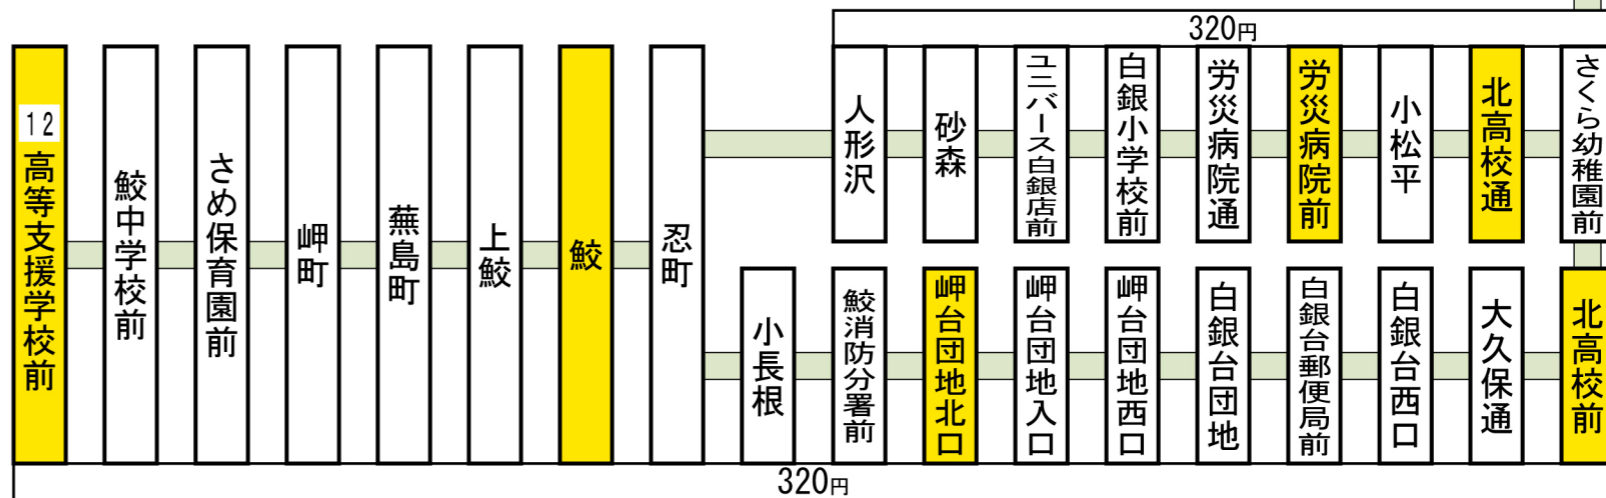 320円
12
高等支援学校前
鮫中学校前
さめ保育園前
岬町
蕪島町
上鮫
鮫
忍町
人形沢
砂森
ユニバース白銀店前
白銀小学校前
労災病院通
労災病院前
小松平
北高校通
さくら幼稚園前
小長根
鮫消防分署前
岬台団地北口
岬台団地入口
岬台団地西口
白銀台団地
白銀台郵便局前
白銀台西口
大久保通
北高校前
320円